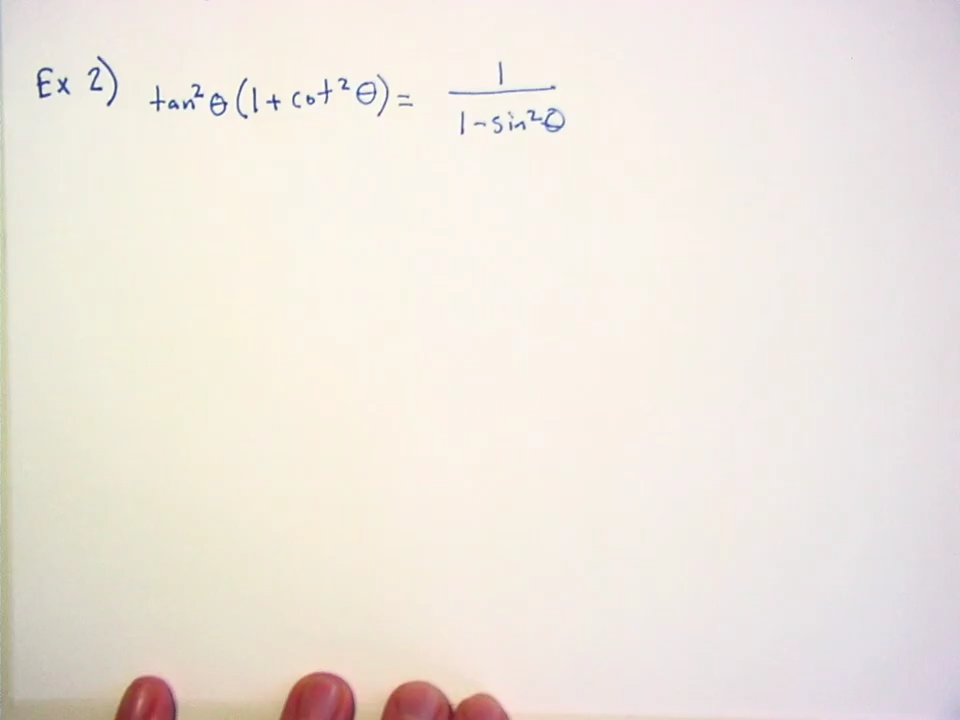 Ex 2) tan²θ(1+cot²θ) = 1/(1-sin²θ)